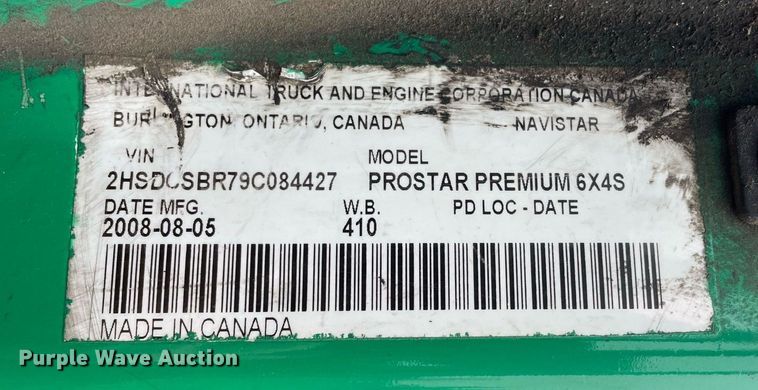 INTERNATIONAL TRUCK AND ENGINE CORPORATION CANADA
BURLINGTON, ONTARIO, CANADA NAVISTAR
VIN MODEL
2HSDCSBR79C084427 PROSTAR PREMIUM 6X4S
DATE MFG. W.B. PD LOC - DATE
2008-08-05 410
MADE IN CANADA
Purple Wave Auction